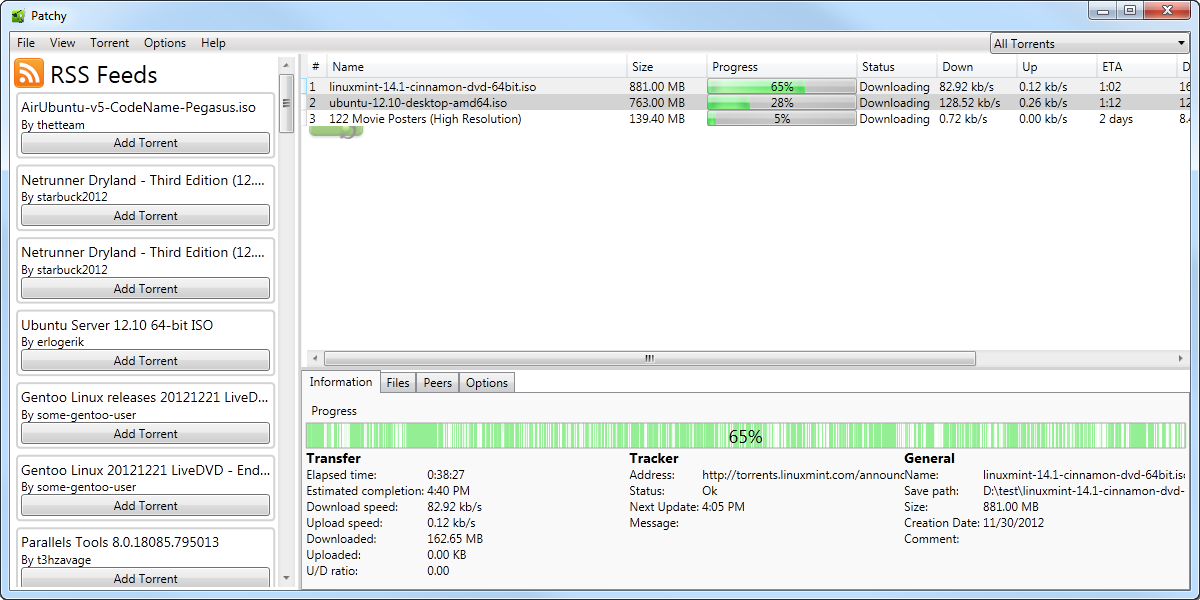 Patchy
File View Torrent Options Help
All Torrents
RSS Feeds
AirUbuntu-v5-CodeName-Pegasus.iso
By thetteam
Add Torrent
Netrunner Dryland - Third Edition (12....
By starbuck2012
Add Torrent
Netrunner Dryland - Third Edition (12....
By starbuck2012
Add Torrent
Ubuntu Server 12.10 64-bit ISO
By erlogerik
Add Torrent
Gentoo Linux releases 20121221 LiveD...
By some-gentoo-user
Add Torrent
Gentoo Linux 20121221 LiveDVD - End...
By some-gentoo-user
Add Torrent
Parallels Tools 8.0.18085.795013
By t3hzavage
Add Torrent
# Name Size Progress Status Down Up ETA D
1 linuxmint-14.1-cinnamon-dvd-64bit.iso 881.00 MB 65% Downloading 82.92 kb/s 0.12 kb/s 1:02 16
2 ubuntu-12.10-desktop-amd64.iso 763.00 MB 28% Downloading 128.52 kb/s 0.26 kb/s 1:12 12
3 122 Movie Posters (High Resolution) 139.40 MB 5% Downloading 0.72 kb/s 0.00 kb/s 2 days 8.4
Information Files Peers Options
Progress
65%
Transfer
Elapsed time: 0:38:27
Estimated completion: 4:40 PM
Download speed: 82.92 kb/s
Upload speed: 0.12 kb/s
Downloaded: 162.65 MB
Uploaded: 0.00 KB
U/D ratio: 0.00
Tracker
Address: http://torrents.linuxmint.com/announc
Status: Ok
Next Update: 4:05 PM
Message:
General
Name: linuxmint-14.1-cinnamon-dvd-64bit.iso
Save path: D:\test\linuxmint-14.1-cinnamon-dvd-
Size: 881.00 MB
Creation Date: 11/30/2012
Comment: